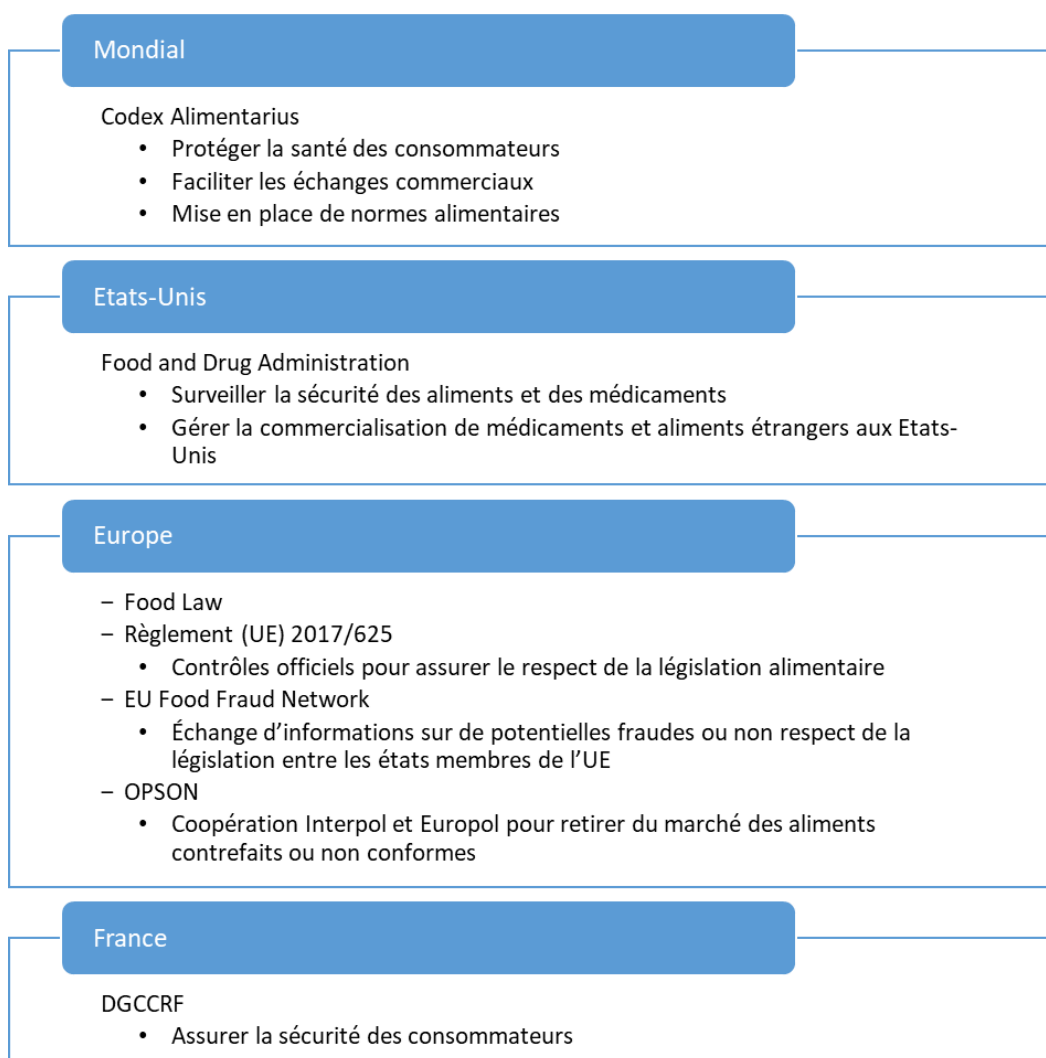 Mondial
Codex Alimentarius
• Protéger la santé des consommateurs
• Faciliter les échanges commerciaux
• Mise en place de normes alimentaires
Etats-Unis
Food and Drug Administration
• Surveiller la sécurité des aliments et des médicaments
• Gérer la commercialisation de médicaments et aliments étrangers aux Etats-
Unis
Europe
– Food Law
– Règlement (UE) 2017/625
• Contrôles officiels pour assurer le respect de la législation alimentaire
– EU Food Fraud Network
• Échange d’informations sur de potentielles fraudes ou non respect de la
législation entre les états membres de l’UE
– OPSON
• Coopération Interpol et Europol pour retirer du marché des aliments
contrefaits ou non conformes
France
DGCCRF
• Assurer la sécurité des consommateurs